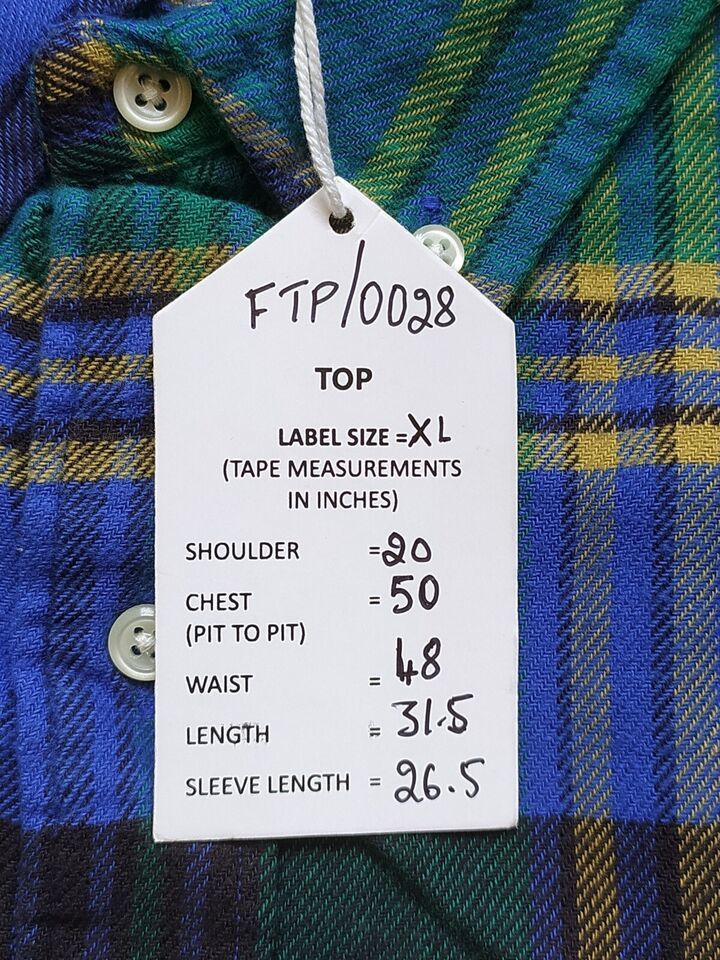 FTP/0028
TOP
LABEL SIZE =XL
(TAPE MEASUREMENTS
IN INCHES)
SHOULDER =20
CHEST = 50
(PIT TO PIT)
WAIST = 48
LENGTH = 31.5
SLEEVE LENGTH = 26.5